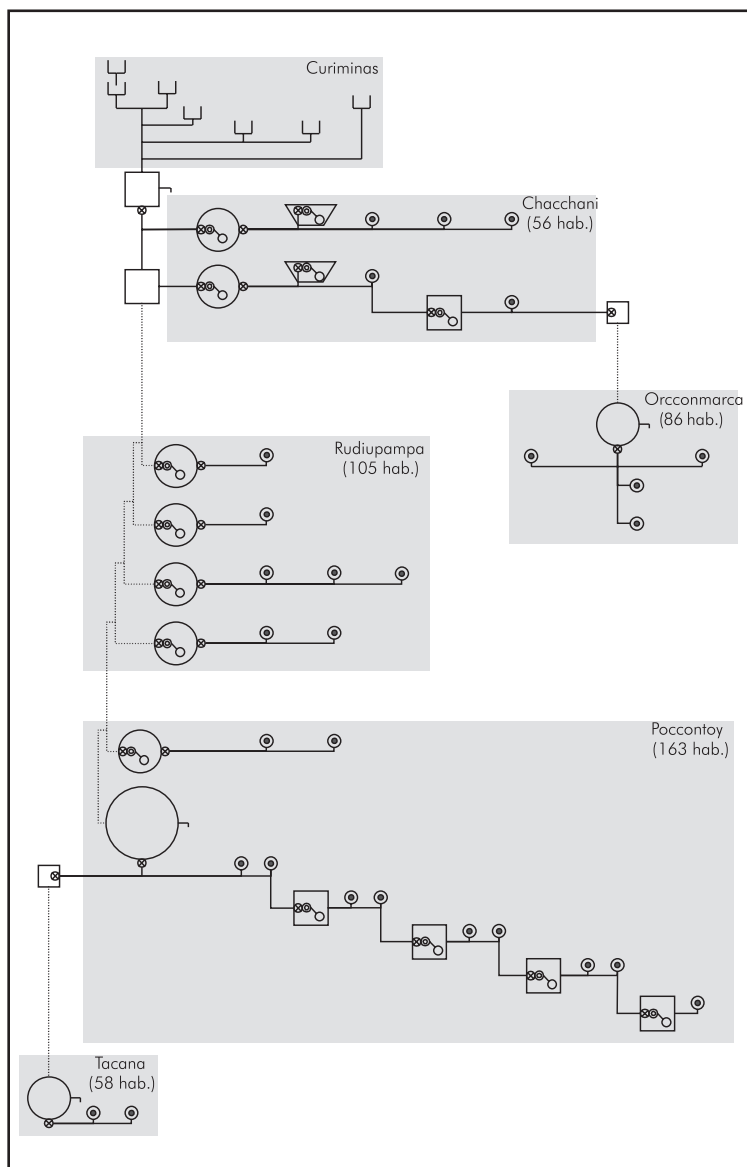 Curiminas
Chacchani
(56 hab.)
Orcconmarca
(86 hab.)
Rudiupampa
(105 hab.)
Poccontoy
(163 hab.)
Tacana
(58 hab.)